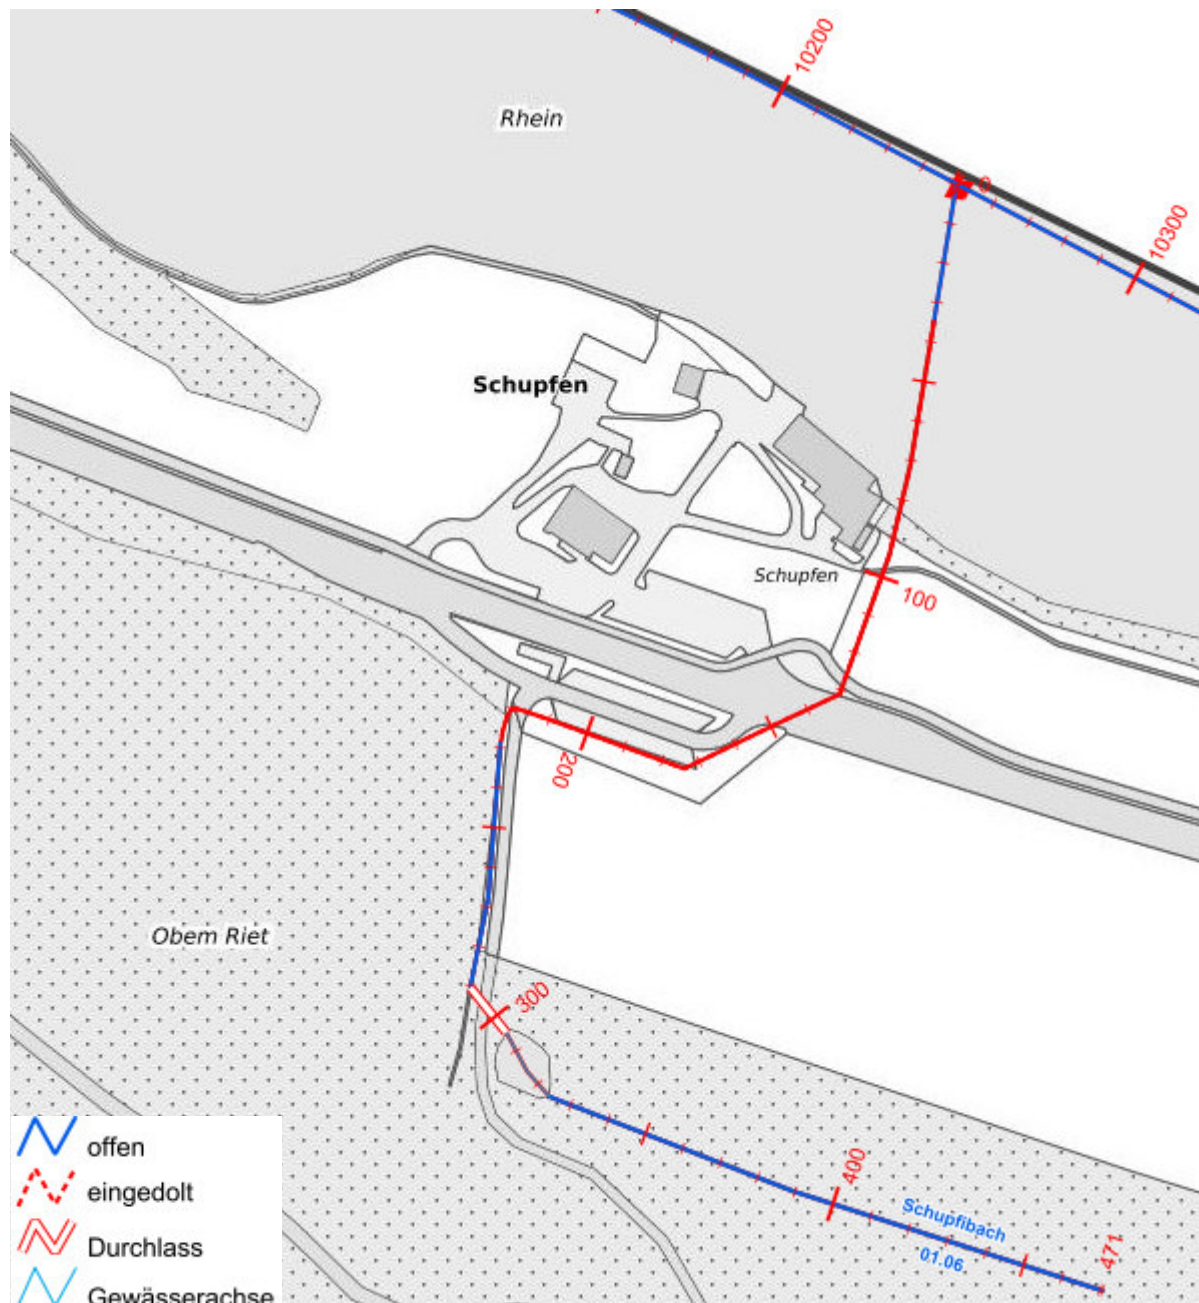 10200
Rhein
0
10300
Schupfen
Schupfen
100
200
Obem Riet
300
400
Schupfibach
01.06.
471
offen
eingedolt
Durchlass
Gewässerachse